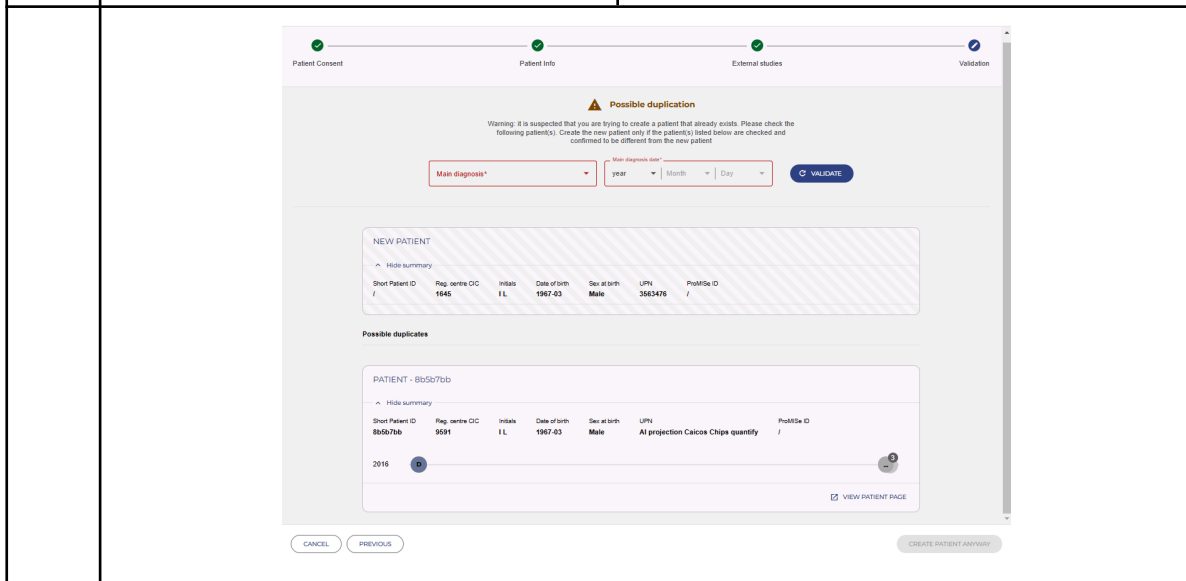 Patient Consent
Patient Info
External studies
Validation
Possible duplication
Warning: it is suspected that you are trying to create a patient that already exists. Please check the
following patient(s). Create the new patient only if the patient(s) listed below are checked and
confirmed to be different from the new patient
Main diagnosis*
Main diagnosis date*
year Month Day
VALIDATE
NEW PATIENT
Hide summary
Short Patient ID Reg. centre CIC Initials Date of birth Sex at birth UPN ProMISe ID
/ 1645 I L 1967-03 Male 3563476 /
Possible duplicates
PATIENT - 8b5b7bb
Hide summary
Short Patient ID Reg. centre CIC Initials Date of birth Sex at birth UPN ProMISe ID
8b5b7bb 9591 I L 1967-03 Male AI projection Caicos Chips quantify /
2016 D ... 3
VIEW PATIENT PAGE
CANCEL PREVIOUS CREATE PATIENT ANYWAY